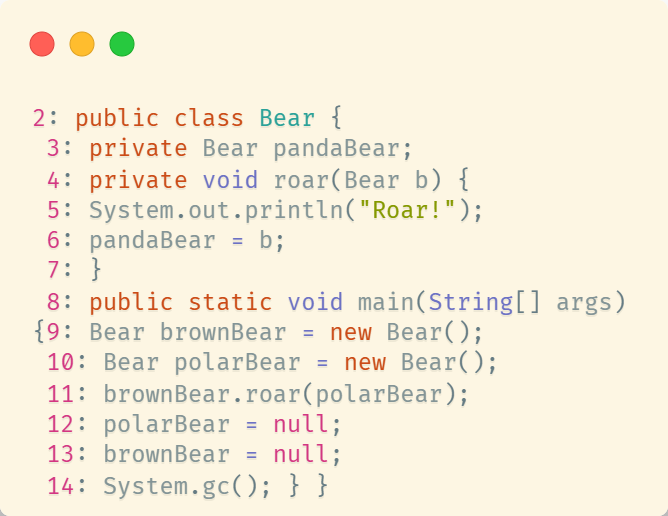 2: public class Bear {
3: private Bear pandaBear;
4: private void roar(Bear b) {
5: System.out.println("Roar!");
6: pandaBear = b;
7: }
8: public static void main(String[] args)
{9: Bear brownBear = new Bear();
10: Bear polarBear = new Bear();
11: brownBear.roar(polarBear);
12: polarBear = null;
13: brownBear = null;
14: System.gc(); } }